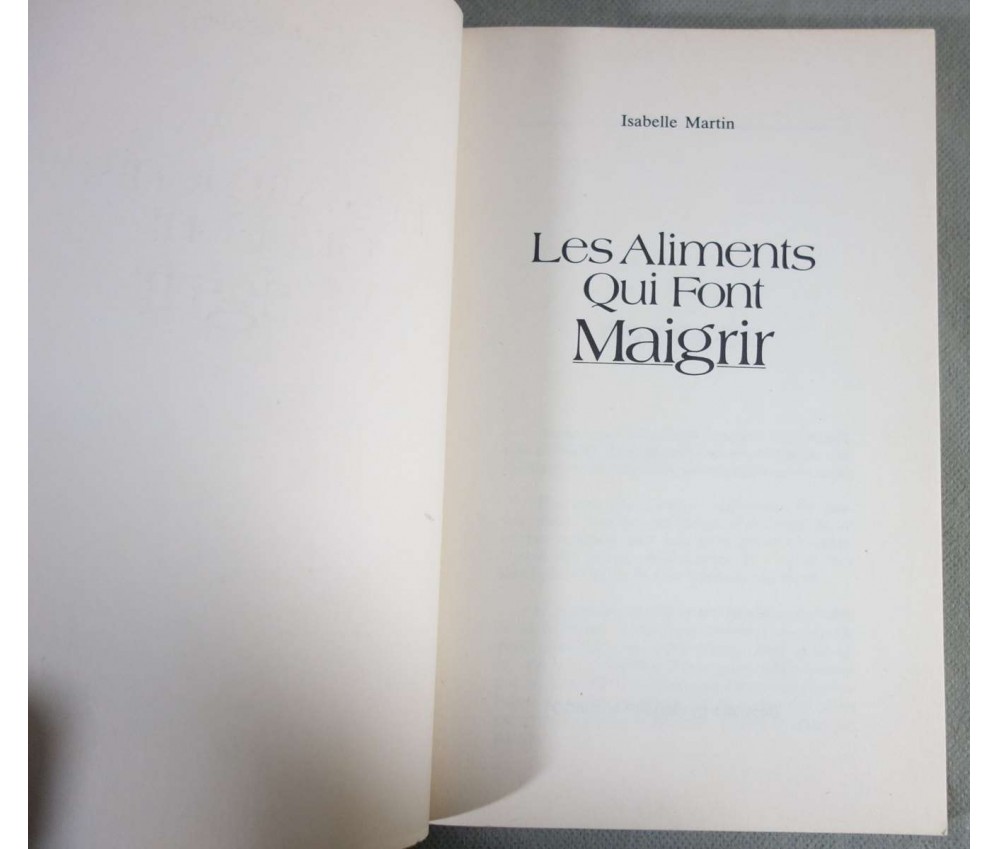 Isabelle Martin
Les Aliments
Qui Font
Maigrir